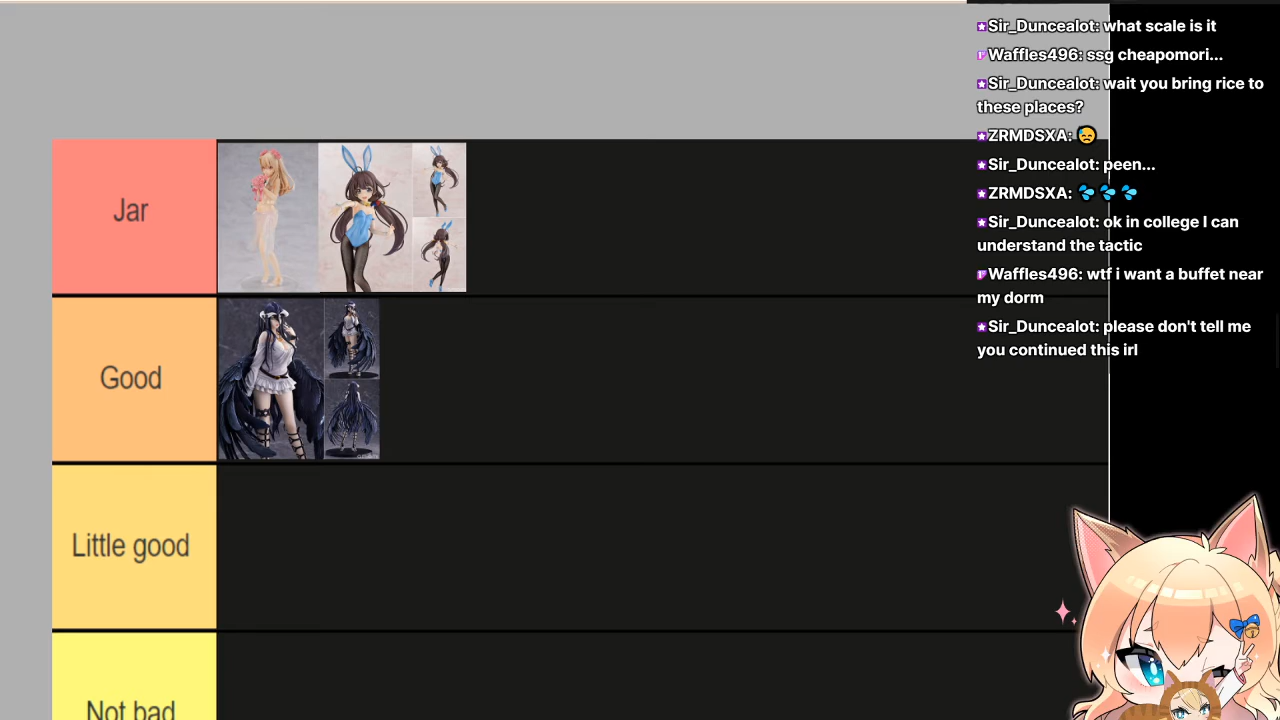 Sir_Duncealot: what scale is it
Waffles496: ssg cheapomori...
Sir_Duncealot: wait you bring rice to
these places?
ZRMDSXA: 😓
Sir_Duncealot: peen...
ZRMDSXA: 💦 💦 💦
Sir_Duncealot: ok in college I can
understand the tactic
Waffles496: wtf i want a buffet near
my dorm
Sir_Duncealot: please don't tell me
you continued this irl
Jar
Good
Little good
Not bad